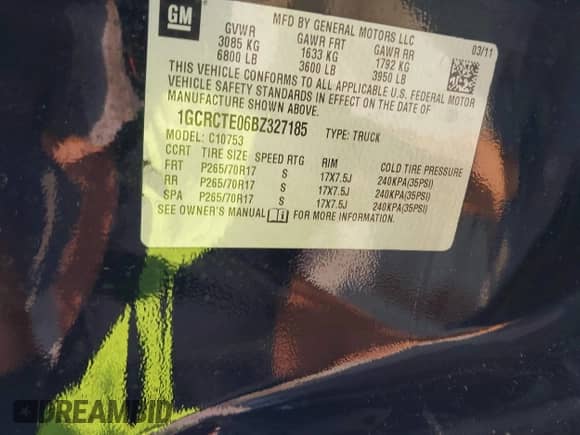 GM
MFD BY GENERAL MOTORS LLC
03/11
GVWR GAWR FRT GAWR RR
3085 KG 1633 KG 1792 KG
6800 LB 3600 LB 3950 LB
THIS VEHICLE CONFORMS TO ALL APPLICABLE U.S. FEDERAL MOTOR
VEHICLE SAFETY STANDARDS IN EFFECT ON THE DATE OF
MANUFACTURE SHOWN ABOVE.
1GCRCTE06BZ327185 TYPE: TRUCK
MODEL: C10753
CCRT TIRE SIZE SPEED RTG RIM COLD TIRE PRESSURE
FRT P265/70R17 S 17X7.5J 240KPA(35PSI)
RR P265/70R17 S 17X7.5J 240KPA(35PSI)
SPA P265/70R17 S 17X7.5J 240KPA(35PSI)
SEE OWNER'S MANUAL FOR MORE INFORMATION.
DREAMBID